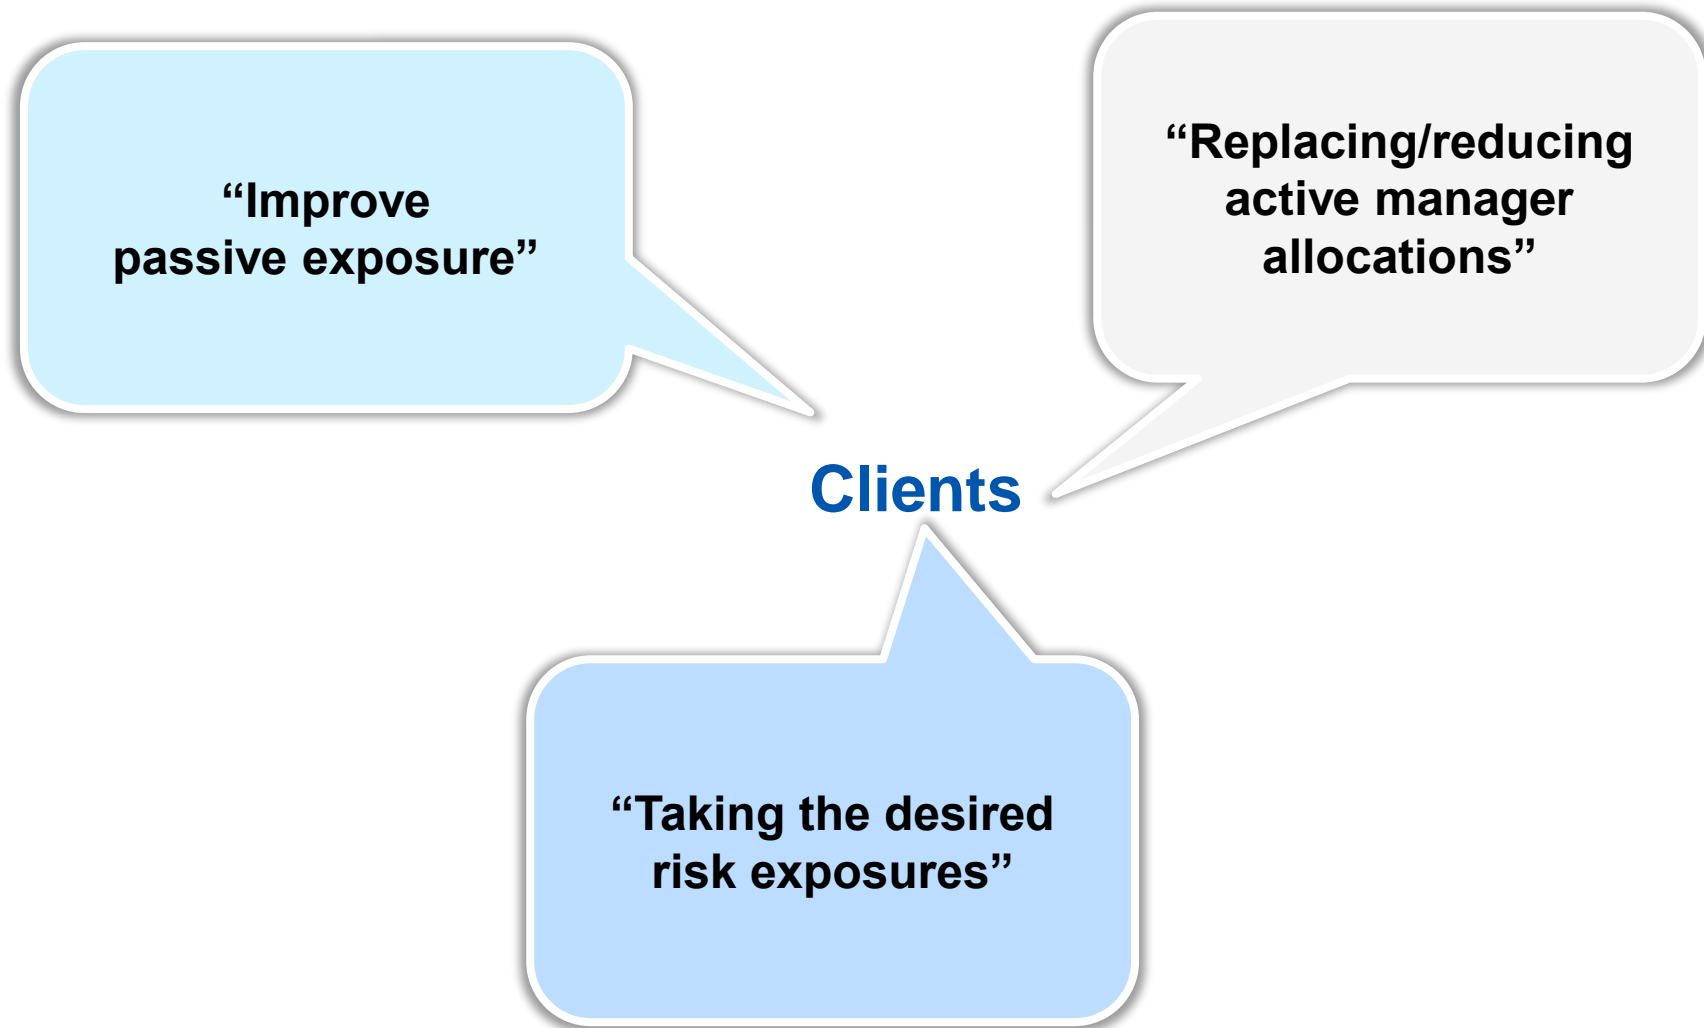 “Improve
passive exposure”
“Replacing/reducing
active manager
allocations”
Clients
“Taking the desired
risk exposures”